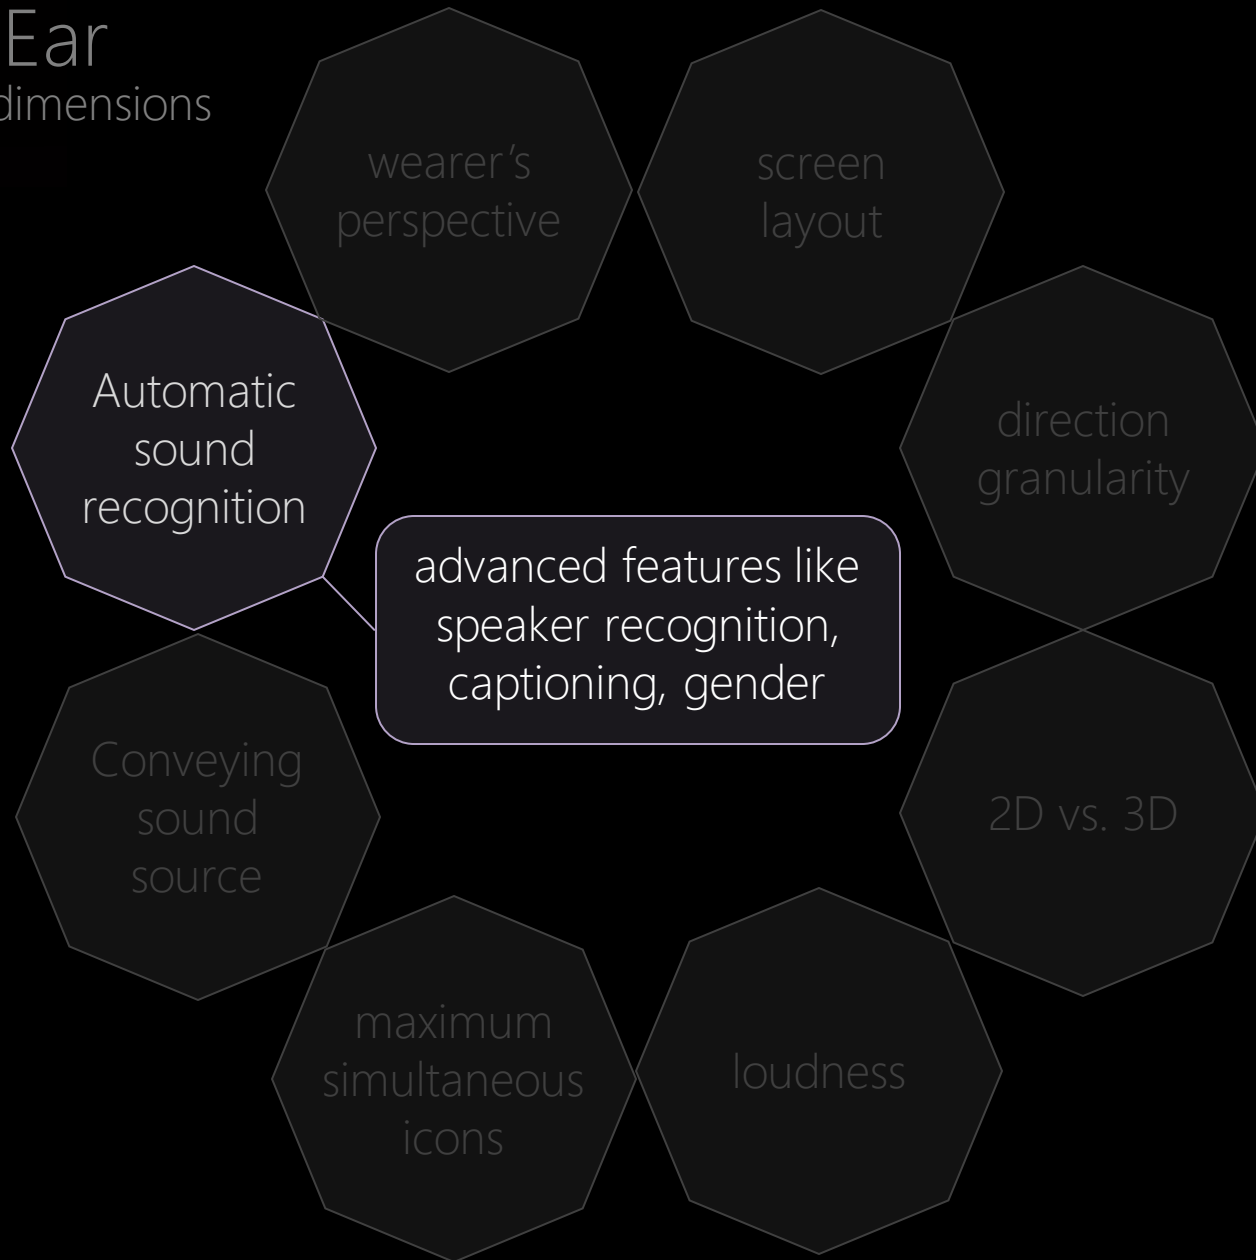 Ear
dimensions
wearer's
perspective
screen
layout
Automatic
sound
recognition
direction
granularity
advanced features like
speaker recognition,
captioning, gender
Conveying
sound
source
2D vs. 3D
maximum
simultaneous
icons
loudness